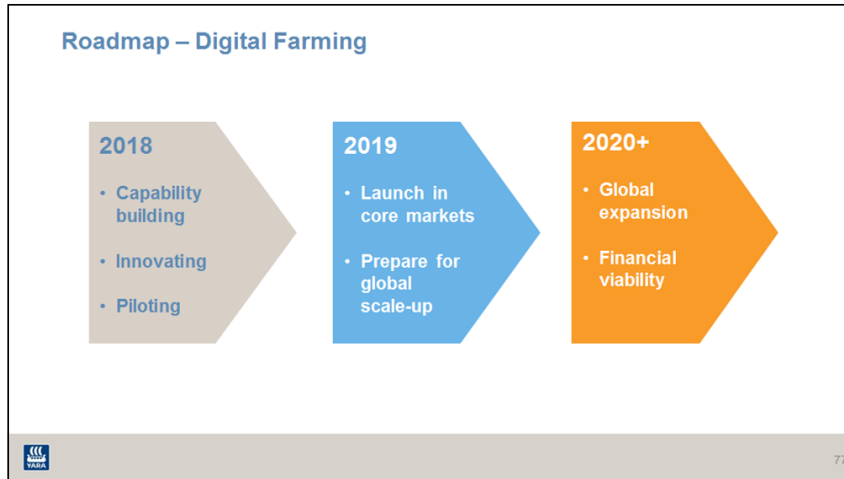 Roadmap – Digital Farming
2018
• Capability
building
• Innovating
• Piloting
2019
• Launch in
core markets
• Prepare for
global
scale-up
2020+
• Global
expansion
• Financial
viability
YARA
77